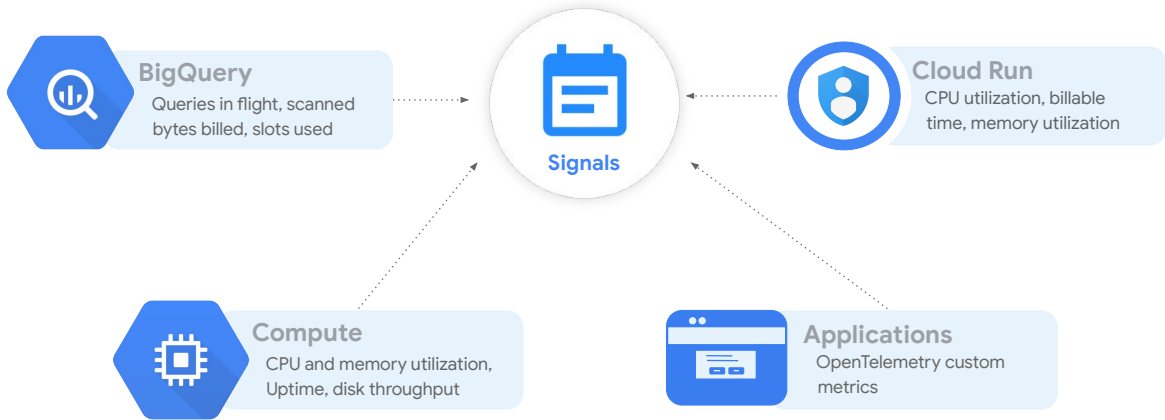 BigQuery
Queries in flight, scanned
bytes billed, slots used
Signals
Cloud Run
CPU utilization, billable
time, memory utilization
Compute
CPU and memory utilization,
Uptime, disk throughput
Applications
OpenTelemetry custom
metrics